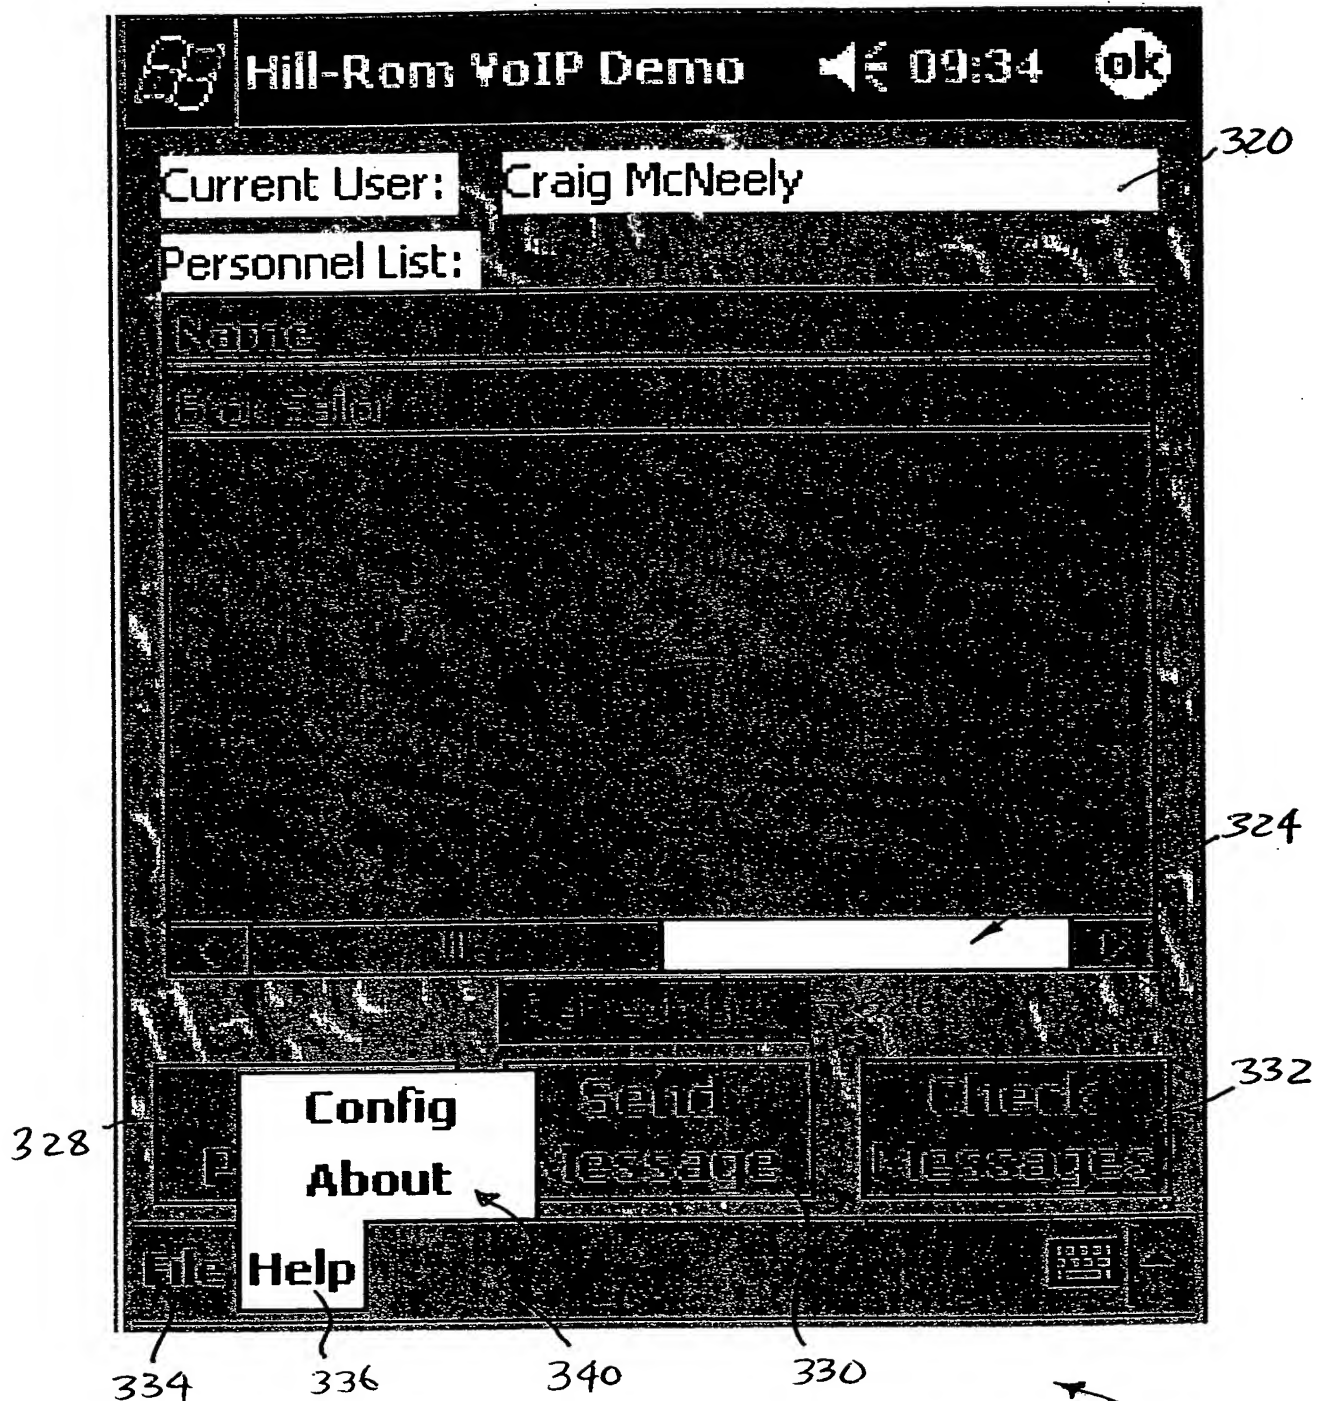 Hill-Rom VoIP Demo 09:34 ok
320
Current User: Craig McNeely
Personnel List:
Name
324
332
328
Config
About
Send
Message
Check
Messages
File Help
334 336 340 330